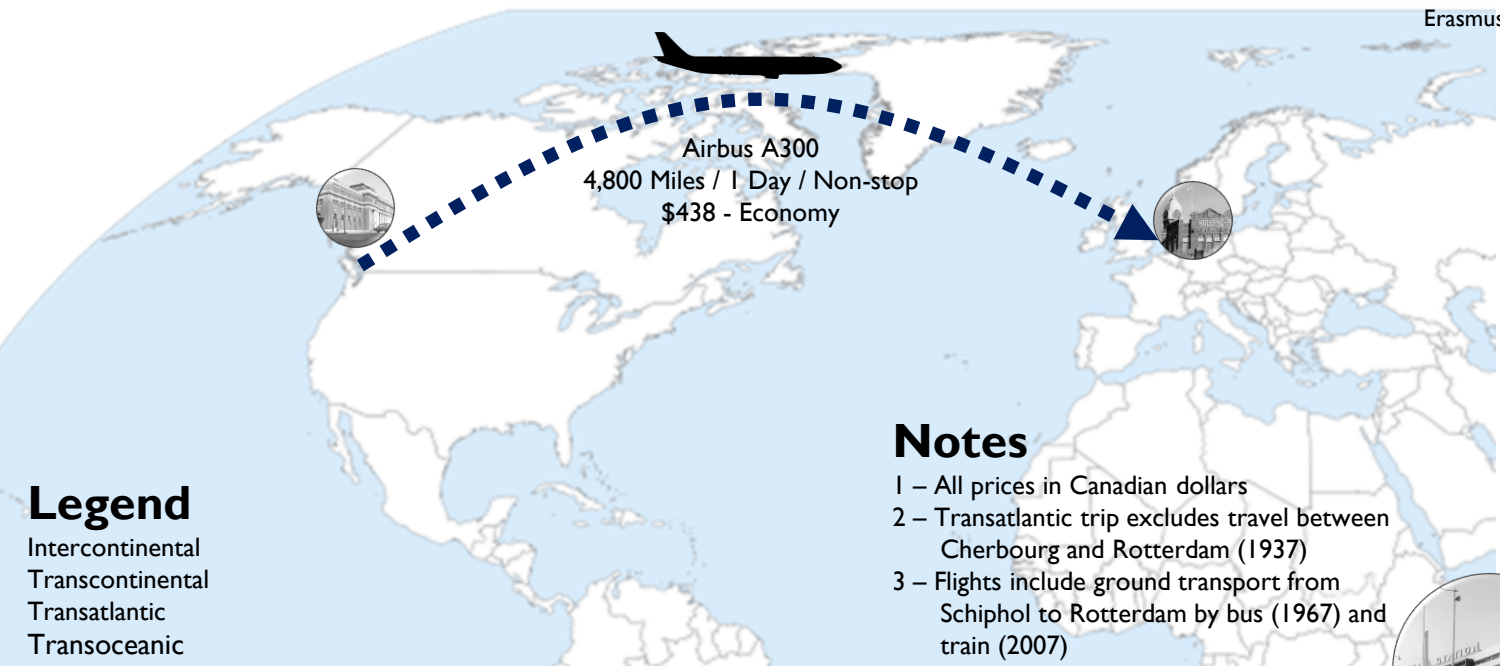 Erasmus
Airbus A300
4,800 Miles / 1 Day / Non-stop
$438 - Economy
Notes
1 – All prices in Canadian dollars
2 – Transatlantic trip excludes travel between
Cherbourg and Rotterdam (1937)
3 – Flights include ground transport from
Schiphol to Rotterdam by bus (1967) and
train (2007)
Legend
Intercontinental
Transcontinental
Transatlantic
Transoceanic
STATION